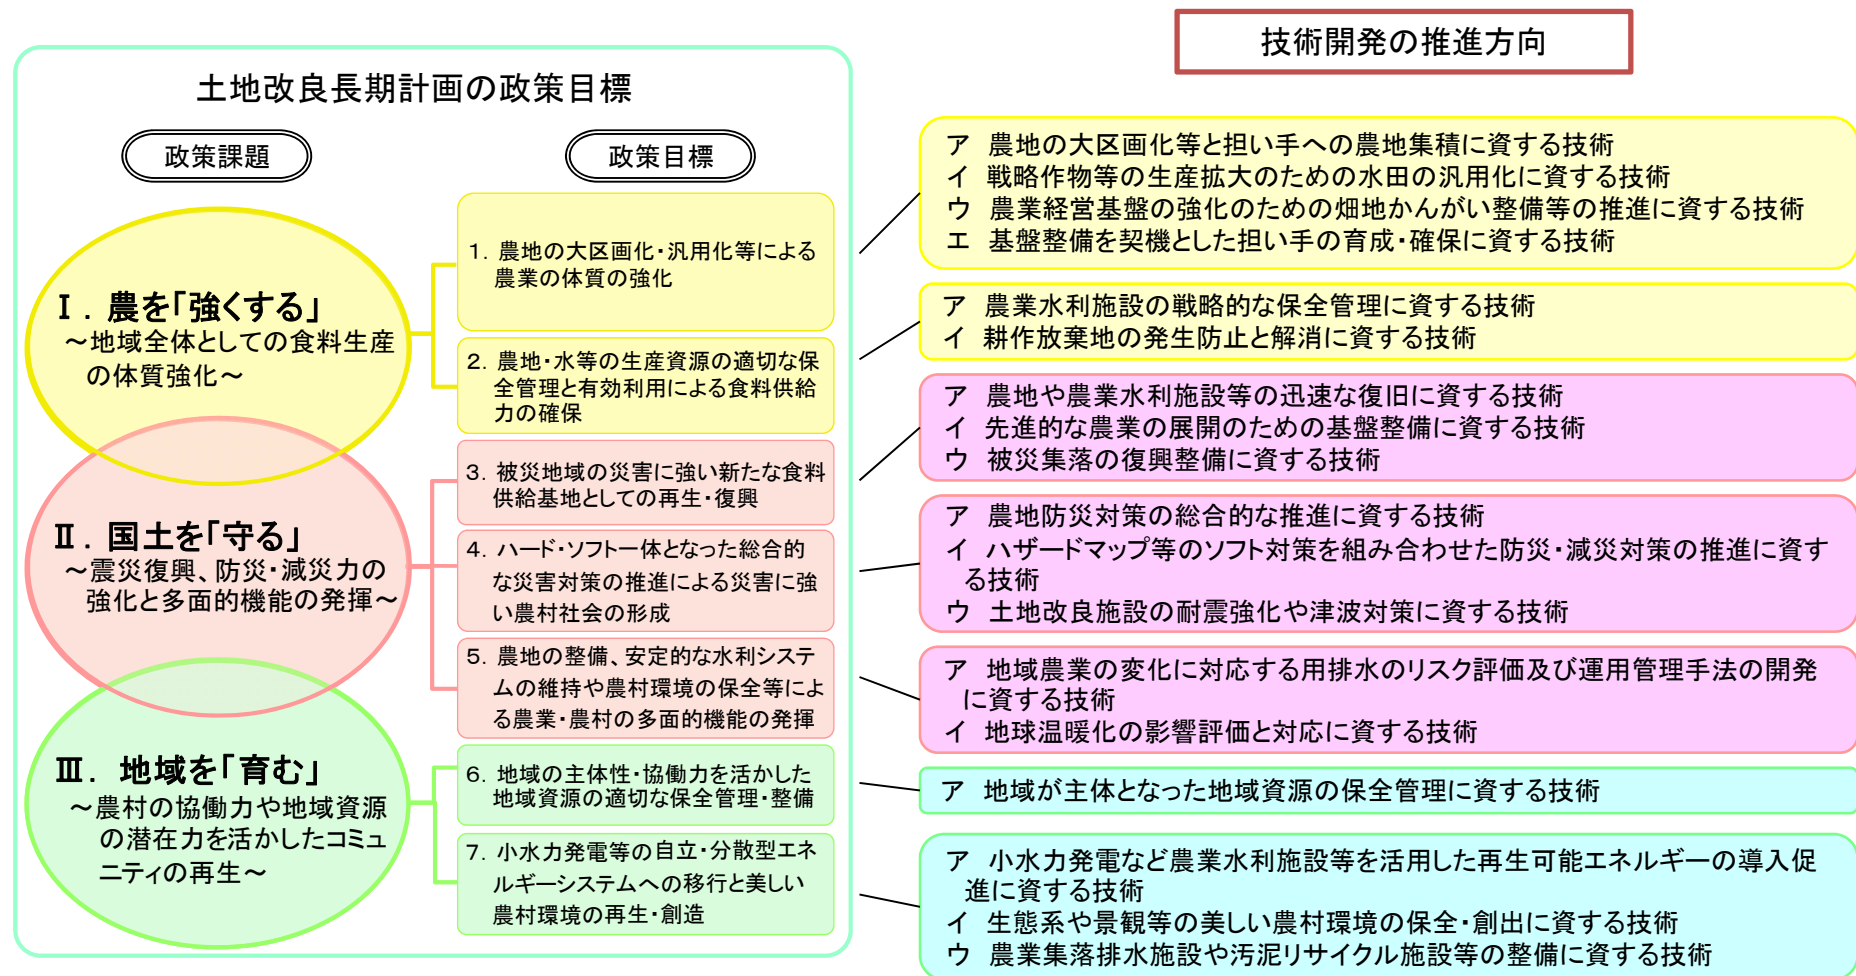 技術開発の推進方向
土地改良長期計画の政策目標
政策課題
政策目標
Ⅰ．農を「強くする」
～地域全体としての食料生産
の体質強化～
Ⅱ．国土を「守る」
～震災復興、防災・減災力の
強化と多面的機能の発揮～
Ⅲ．地域を「育む」
～農村の協働力や地域資源
の潜在力を活かしたコミュ
ニティの再生～
1．農地の大区画化・汎用化等による
農業の体質の強化
2．農地・水等の生産資源の適切な保
全管理と有効利用による食料供給
力の確保
3．被災地域の災害に強い新たな食料
供給基地としての再生・復興
4．ハード・ソフト一体となった総合的
な災害対策の推進による災害に強
い農村社会の形成
5．農地の整備、安定的な水利システ
ムの維持や農村環境の保全等によ
る農業・農村の多面的機能の発揮
6．地域の主体性・協働力を活かした
地域資源の適切な保全管理・整備
7．小水力発電等の自立・分散型エネ
ルギーシステムへの移行と美しい
農村環境の再生・創造
ア　農地の大区画化等と担い手への農地集積に資する技術
イ　戦略作物等の生産拡大のための水田の汎用化に資する技術
ウ　農業経営基盤の強化のための畑地かんがい整備等の推進に資する技術
エ　基盤整備を契機とした担い手の育成・確保に資する技術
ア　農業水利施設の戦略的な保全管理に資する技術
イ　耕作放棄地の発生防止と解消に資する技術
ア　農地や農業水利施設等の迅速な復旧に資する技術
イ　先進的な農業の展開のための基盤整備に資する技術
ウ　被災集落の復興整備に資する技術
ア　農地防災対策の総合的な推進に資する技術
イ　ハザードマップ等のソフト対策を組み合わせた防災・減災対策の推進に資す
る技術
ウ　土地改良施設の耐震強化や津波対策に資する技術
ア　地域農業の変化に対応する用排水のリスク評価及び運用管理手法の開発
に資する技術
イ　地球温暖化の影響評価と対応に資する技術
ア　地域が主体となった地域資源の保全管理に資する技術
ア　小水力発電など農業水利施設等を活用した再生可能エネルギーの導入促
進に資する技術
イ　生態系や景観等の美しい農村環境の保全・創出に資する技術
ウ　農業集落排水施設や汚泥リサイクル施設等の整備に資する技術